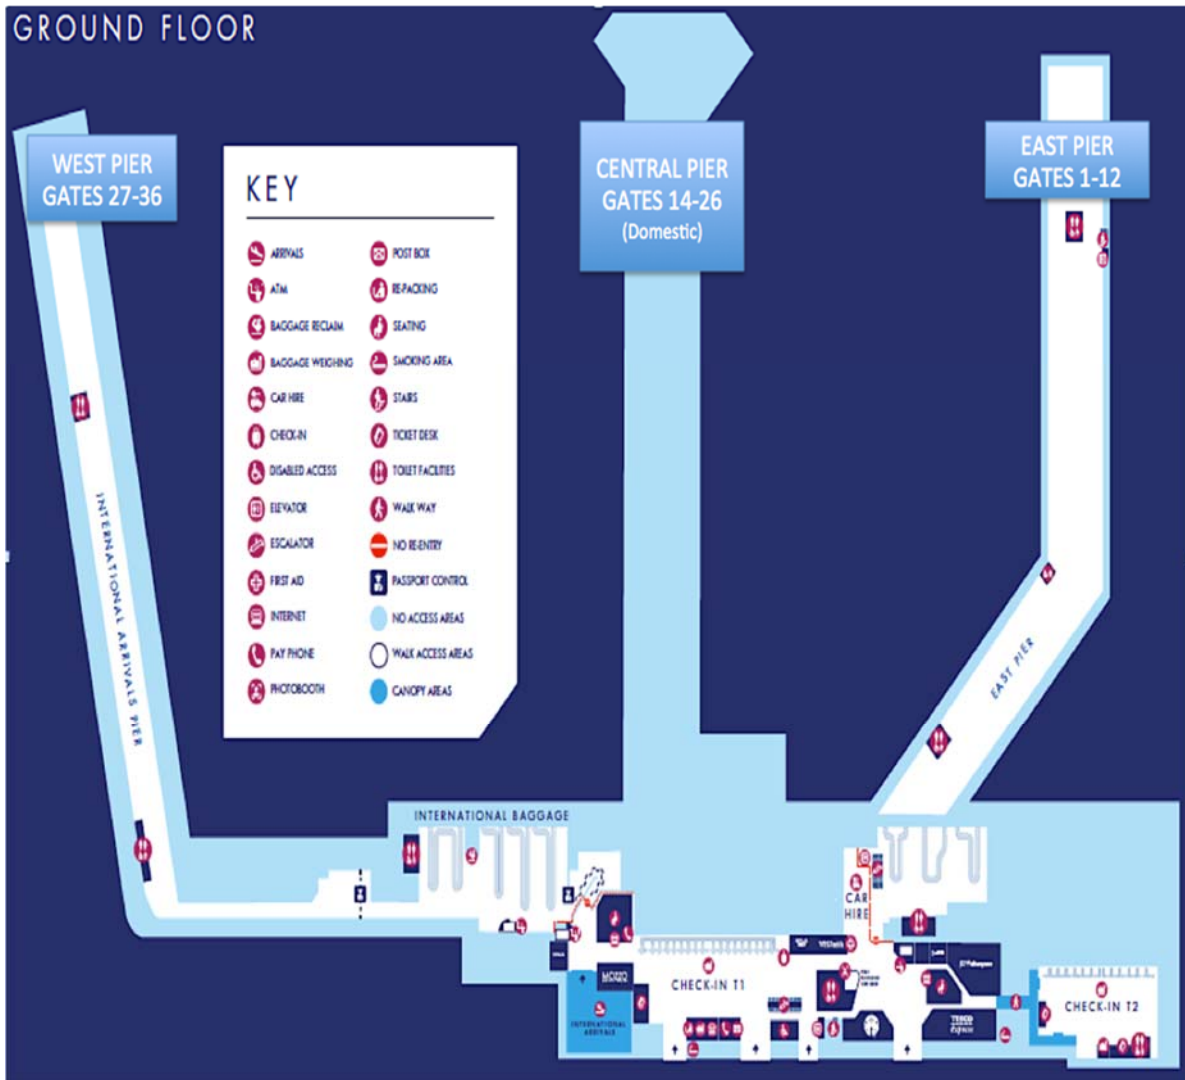 GROUND FLOOR
WEST PIER
GATES 27-36
CENTRAL PIER
GATES 14-26
(Domestic)
EAST PIER
GATES 1-12
KEY
ARRIVALS
ATM
BAGGAGE RECLAIM
BAGGAGE WEIGHING
CAR HIRE
CHECK-IN
DISABLED ACCESS
ELEVATOR
ESCALATOR
FIRST AID
INTERNET
PAY PHONE
PHOTOBOOTH
POST BOX
RE-PACKING
SEATING
SMOKING AREA
STAIRS
TICKET DESK
TOILET FACILITIES
WALK WAY
NO RE-ENTRY
PASSPORT CONTROL
NO ACCESS AREAS
WALK ACCESS AREAS
CANOPY AREAS
INTERNATIONAL ARRIVALS PIER
EAST PIER
INTERNATIONAL BAGGAGE
CAR
HIRE
CHECK-IN T1
INTERNATIONAL
ARRIVALS
TESCO
CHECK-IN T2